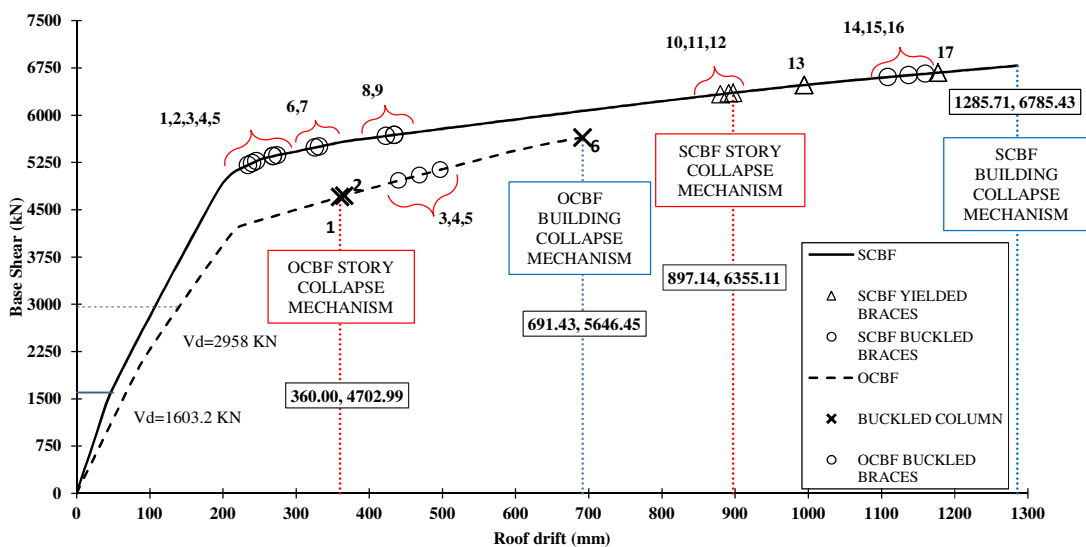 7500
6750
6000
5250
4500
3750
3000
2250
1500
750
0
Base Shear (kN)
0 100 200 300 400 500 600 700 800 900 1000 1100 1200 1300
Roof drift (mm)
1,2,3,4,5
6,7
8,9
10,11,12
13
14,15,16
17
1
2
3,4,5
6
Vd=2958 KN
Vd=1603.2 KN
OCBF STORY
COLLAPSE
MECHANISM
360.00, 4702.99
OCBF
BUILDING
COLLAPSE
MECHANISM
691.43, 5646.45
SCBF STORY
COLLAPSE
MECHANISM
897.14, 6355.11
1285.71, 6785.43
SCBF
BUILDING
COLLAPSE
MECHANISM
SCBF
SCBF YIELDED
BRACES
SCBF BUCKLED
BRACES
OCBF
BUCKLED COLUMN
OCBF BUCKLED
BRACES